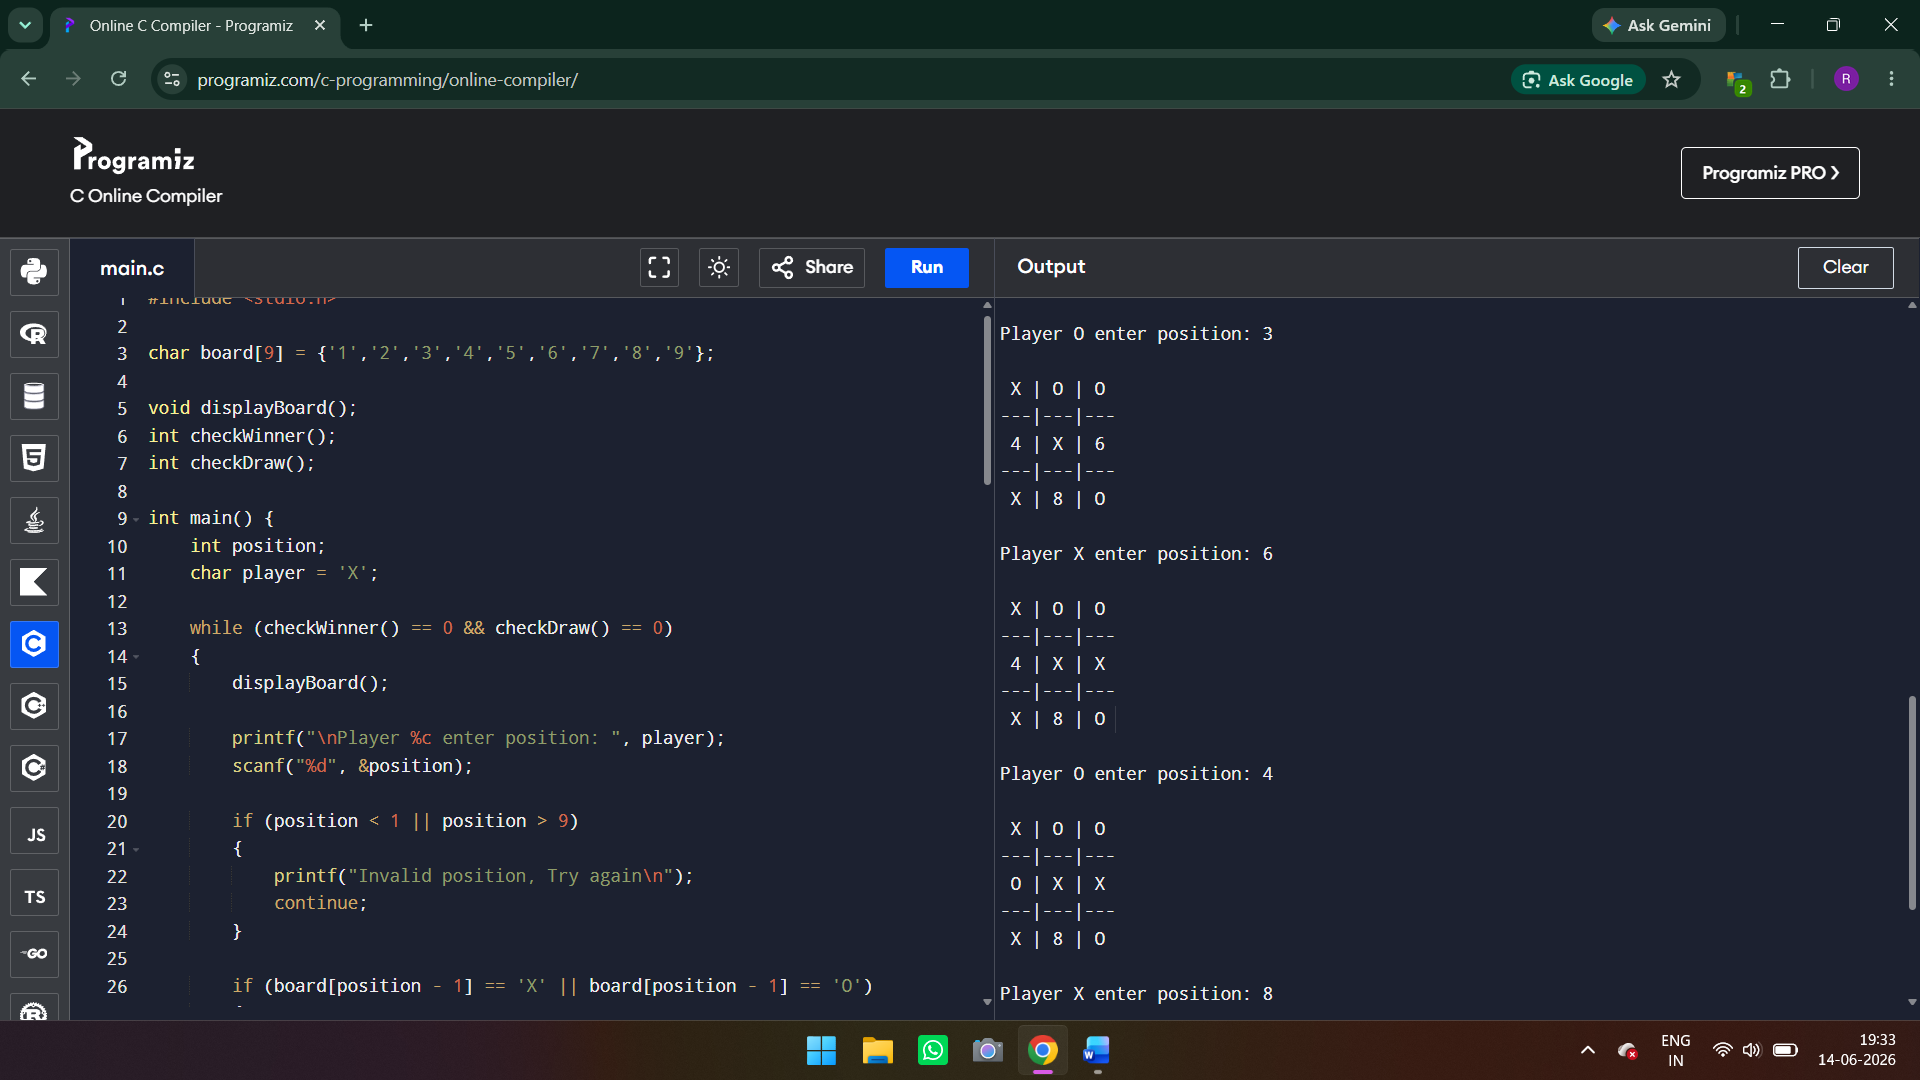 Online C Compiler - Programiz
Ask Gemini
programiz.com/c-programming/online-compiler/
Ask Google
2
R
Programiz
C Online Compiler
Programiz PRO
main.c
Share
Run
Output
Clear
1 #include <stdio.h>
2
3 char board[9] = {'1','2','3','4','5','6','7','8','9'};
4
5 void displayBoard();
6 int checkWinner();
7 int checkDraw();
8
9 int main() {
10 int position;
11 char player = 'X';
12
13 while (checkWinner() == 0 && checkDraw() == 0)
14 {
15 displayBoard();
16
17 printf("\nPlayer %c enter position: ", player);
18 scanf("%d", &position);
19
20 if (position < 1 || position > 9)
21 {
22 printf("Invalid position, Try again\n");
23 continue;
24 }
25
26 if (board[position - 1] == 'X' || board[position - 1] == 'O')
Player O enter position: 3
X | O | O
---|---|---
4 | X | 6
---|---|---
X | 8 | O
Player X enter position: 6
X | O | O
---|---|---
4 | X | X
---|---|---
X | 8 | O
Player O enter position: 4
X | O | O
---|---|---
O | X | X
---|---|---
X | 8 | O
Player X enter position: 8
JS
TS
GO
ENG
IN
19:33
14-06-2026